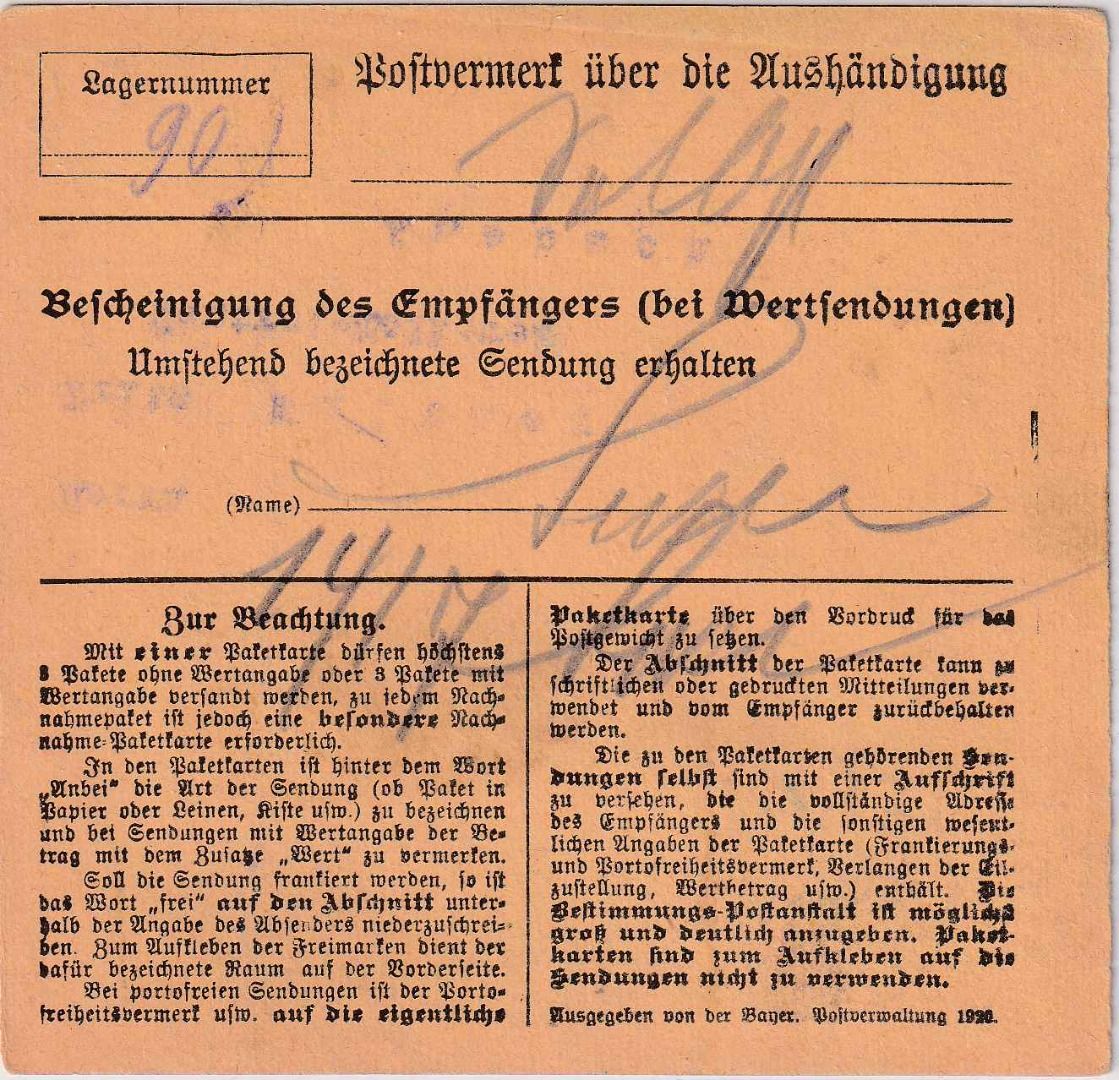 Lagernummer
90
Postvermerk über die Aushändigung
Bescheinigung des Empfängers (bei Wertsendungen)
Umstehend bezeichnete Sendung erhalten
(Name)
Zur Beachtung.
Mit einer Paketkarte dürfen höchstens
3 Pakete ohne Wertangabe oder 3 Pakete mit
Wertangabe versandt werden, zu jedem Nach-
nahmepaket ist jedoch eine besondere Nach-
nahme-Paketkarte erforderlich.
In den Paketkarten ist hinter dem Wort
„Anbei“ die Art der Sendung (ob Paket in
Papier oder Leinen, Kiste usw.) zu bezeichnen
und bei Sendungen mit Wertangabe der Be-
trag mit dem Zusatze „Wert“ zu vermerken.
Soll die Sendung frankiert werden, so ist
das Wort „frei“ auf den Abschnitt unter-
halb der Angabe des Absenders niederzuschrei-
ben. Zum Aufkleben der Freimarken dient der
dafür bezeichnete Raum auf der Vorderseite.
Bei portofreien Sendungen ist der Porto-
freiheitsvermerk usw. auf die eigentliche
Paketkarte über den Vordruck für das
Postgewicht zu setzen.
Der Abschnitt der Paketkarte kann zu
schriftlichen oder gedruckten Mitteilungen ver-
wendet und vom Empfänger zurückbehalten
werden.
Die zu den Paketkarten gehörenden Sen-
dungen selbst sind mit einer Aufschrift
zu versehen, die die vollständige Adresse
des Empfängers und die sonstigen wesent-
lichen Angaben der Paketkarte (Frankierungs-
und Portofreiheitsvermerk, Verlangen der Eil-
zustellung, Wertbetrag usw.) enthält. Die
Bestimmungs-Postanstalt ist möglichst
groß und deutlich anzugeben. Paket-
karten sind zum Aufkleben auf die
Sendungen nicht zu verwenden.
Ausgegeben von der Bayer. Postverwaltung 1920.